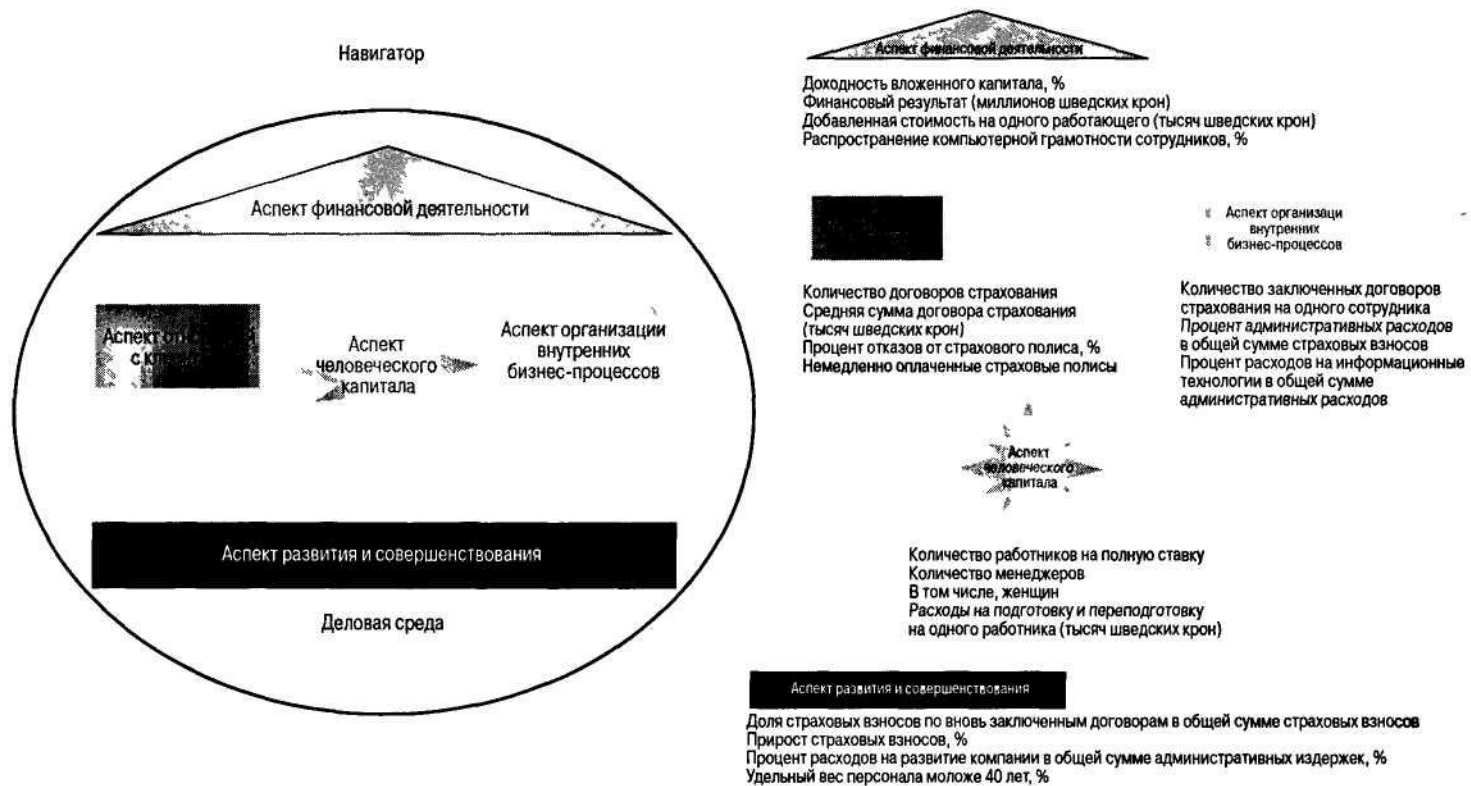 Навигатор
Аспект финансовой деятельности
Аспект
с
Аспект
человеческого
капитала
Аспект организации
внутренних
бизнес-процессов
Аспект развития и совершенствования
Деловая среда
Аспект финансовой деятельности
Доходность вложенного капитала, %
Финансовый результат (миллионов шведских крон)
Добавленная стоимость на одного работающего (тысяч шведских крон)
Распространение компьютерной грамотности сотрудников, %
Количество договоров страхования
Средняя сумма договора страхования
(тысяч шведских крон)
Процент отказов от страхового полиса, %
Немедленно оплаченные страховые полисы
Аспект организаци
внутренних
бизнес-процессов
Количество заключенных договоров
страхования на одного сотрудника
Процент административных расходов
в общей сумме страховых взносов
Процент расходов на информационные
технологии в общей сумме
административных расходов
Аспект
человеческого
капитала
Количество работников на полную ставку
Количество менеджеров
В том числе, женщин
Расходы на подготовку и переподготовку
на одного работника (тысяч шведских крон)
Аспект развития и совершенствования
Доля страховых взносов по вновь заключенным договорам в общей сумме страховых взносов
Прирост страховых взносов, %
Процент расходов на развитие компании в общей сумме административных издержек, %
Удельный вес персонала моложе 40 лет, %